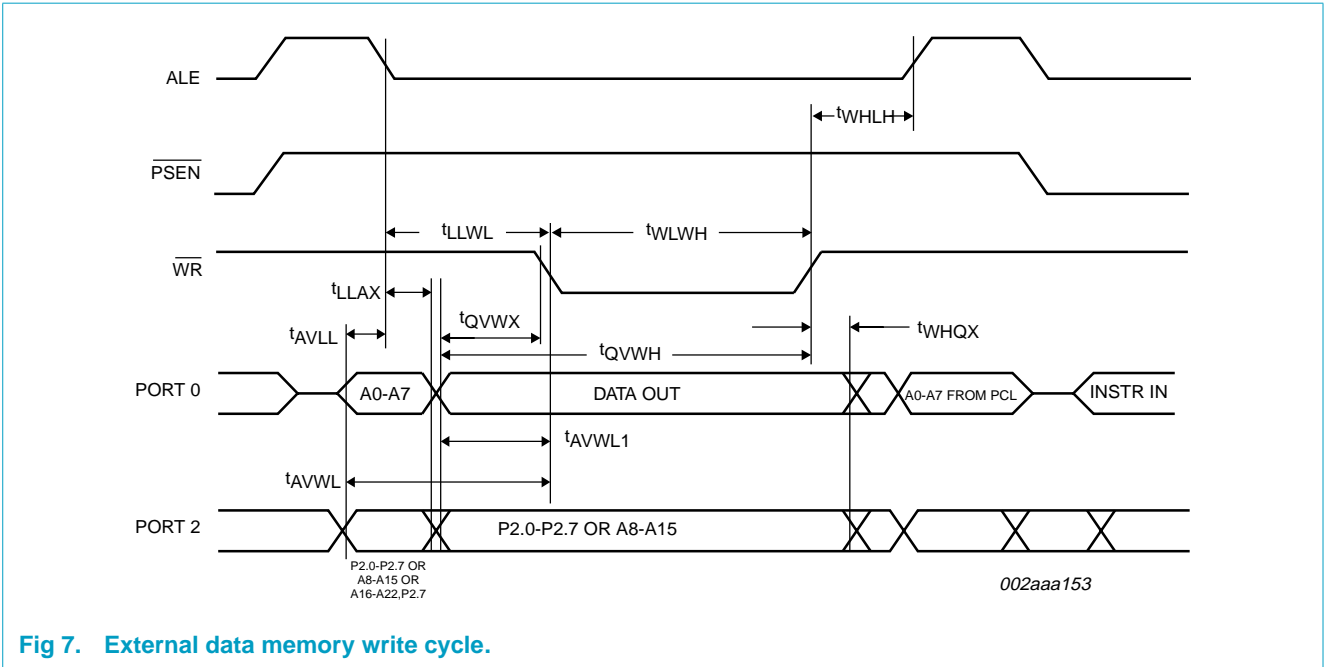 ALE
tWHLH
PSEN
tLLWL
tWLWH
WR
tLLAX
tQVWX
tWHQX
tAVLL
tQVWH
PORT 0
A0-A7
DATA OUT
A0-A7 FROM PCL
INSTR IN
tAVWL1
tAVWL
PORT 2
P2.0-P2.7 OR A8-A15
P2.0-P2.7 OR
A8-A15 OR
A16-A22,P2.7
002aaa153
Fig 7. External data memory write cycle.